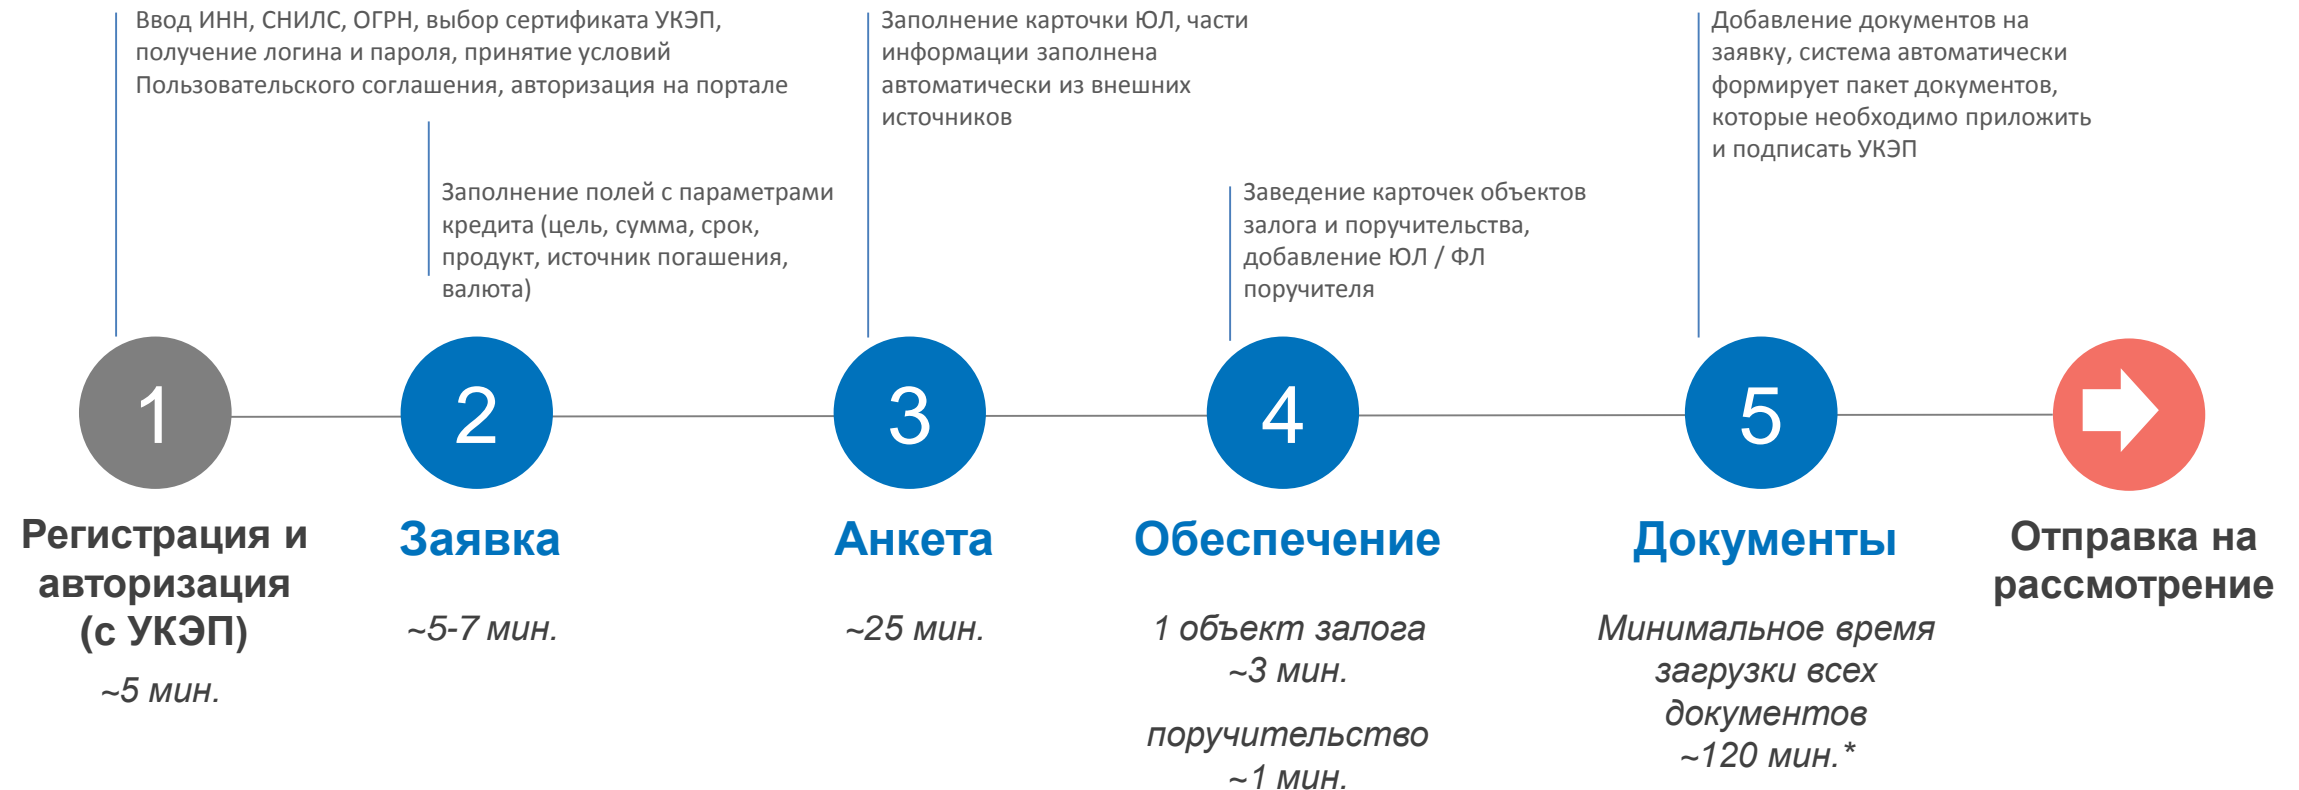 Ввод ИНН, СНИЛС, ОГРН, выбор сертификата УКЭП,
получение логина и пароля, принятие условий
Пользовательского соглашения, авторизация на портале
Заполнение полей с параметрами
кредита (цель, сумма, срок,
продукт, источник погашения,
валюта)
Заполнение карточки ЮЛ, части
информации заполнена
автоматически из внешних
источников
Заведение карточек объектов
залога и поручительства,
добавление ЮЛ / ФЛ
поручителя
Добавление документов на
заявку, система автоматически
формирует пакет документов,
которые необходимо приложить
и подписать УКЭП
1
2
3
4
5
Регистрация и
авторизация
(с УКЭП)
~5 мин.
Заявка
~5-7 мин.
Анкета
~25 мин.
Обеспечение
1 объект залога
~3 мин.
поручительство
~1 мин.
Документы
Минимальное время
загрузки всех
документов
~120 мин.*
Отправка на
рассмотрение